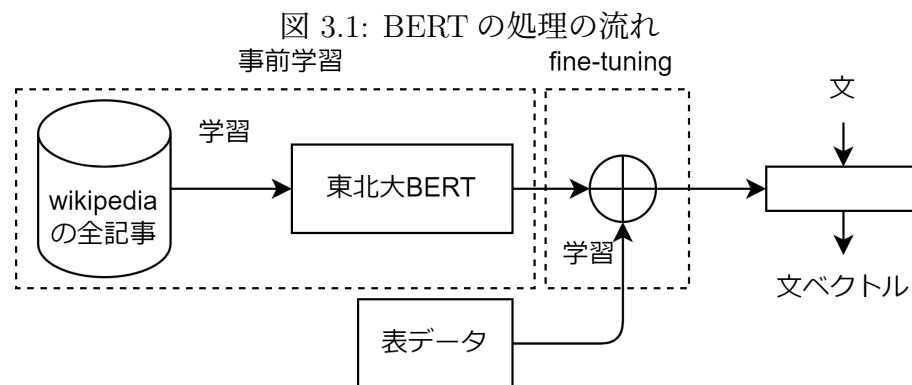 図 3.1: BERT の処理の流れ
事前学習
fine-tuning
文
学習
wikipedia
の全記事
東北大BERT
学習
文ベクトル
表データ